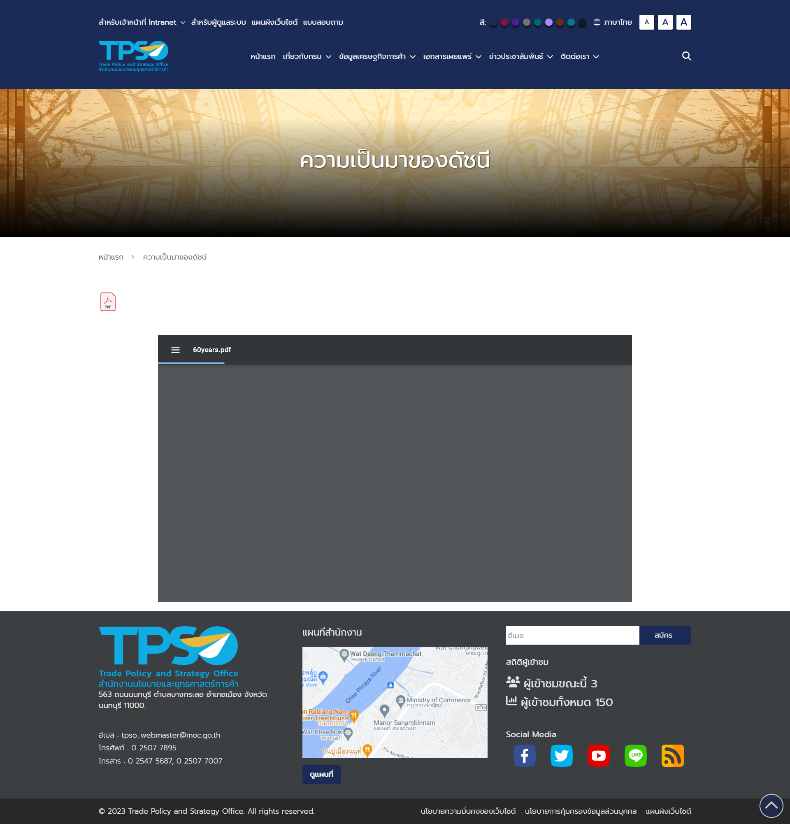 สำหรับเจ้าหน้าที่ Intranet สำหรับผู้ดูแลระบบ แผนผังเว็บไซต์ แบบสอบถาม
สี: ภาษาไทย A A A
TPSO
Trade Policy and Strategy Office
สำนักงานนโยบายและยุทธศาสตร์การค้า
หน้าแรก เกี่ยวกับกรม ข้อมูลเศรษฐกิจการค้า เอกสารเผยแพร่ ข่าวประชาสัมพันธ์ ติดต่อเรา
ความเป็นมาของดัชนี
หน้าแรก > ความเป็นมาของดัชนี
PDF
60years.pdf
TPSO
Trade Policy and Strategy Office
สำนักงานนโยบายและยุทธศาสตร์การค้า
563 ถนนนนทบุรี ตำบลบางกระสอ อำเภอเมือง จังหวัด
นนทบุรี 11000.
อีเมล : tpso_webmaster@moc.go.th
โทรศัพท์ : 0 2507 7895
โทรสาร : 0 2547 5687, 0 2507 7007
แผนที่สำนักงาน
Wat Daeng Thammachat
Chao Phraya River
Ministry of Commerce
กระทรวงพาณิชย์
Manor Sanarebinnam
Wat Khae Nok
ดูแผนที่
อีเมล
สมัคร
สถิติผู้เข้าชม
ผู้เข้าชมขณะนี้ 3
ผู้เข้าชมทั้งหมด 150
Social Media
LINE
© 2023 Trade Policy and Strategy Office. All rights reserved.
นโยบายความมั่นคงของเว็บไซต์ นโยบายการคุ้มครองข้อมูลส่วนบุคคล แผนผังเว็บไซต์